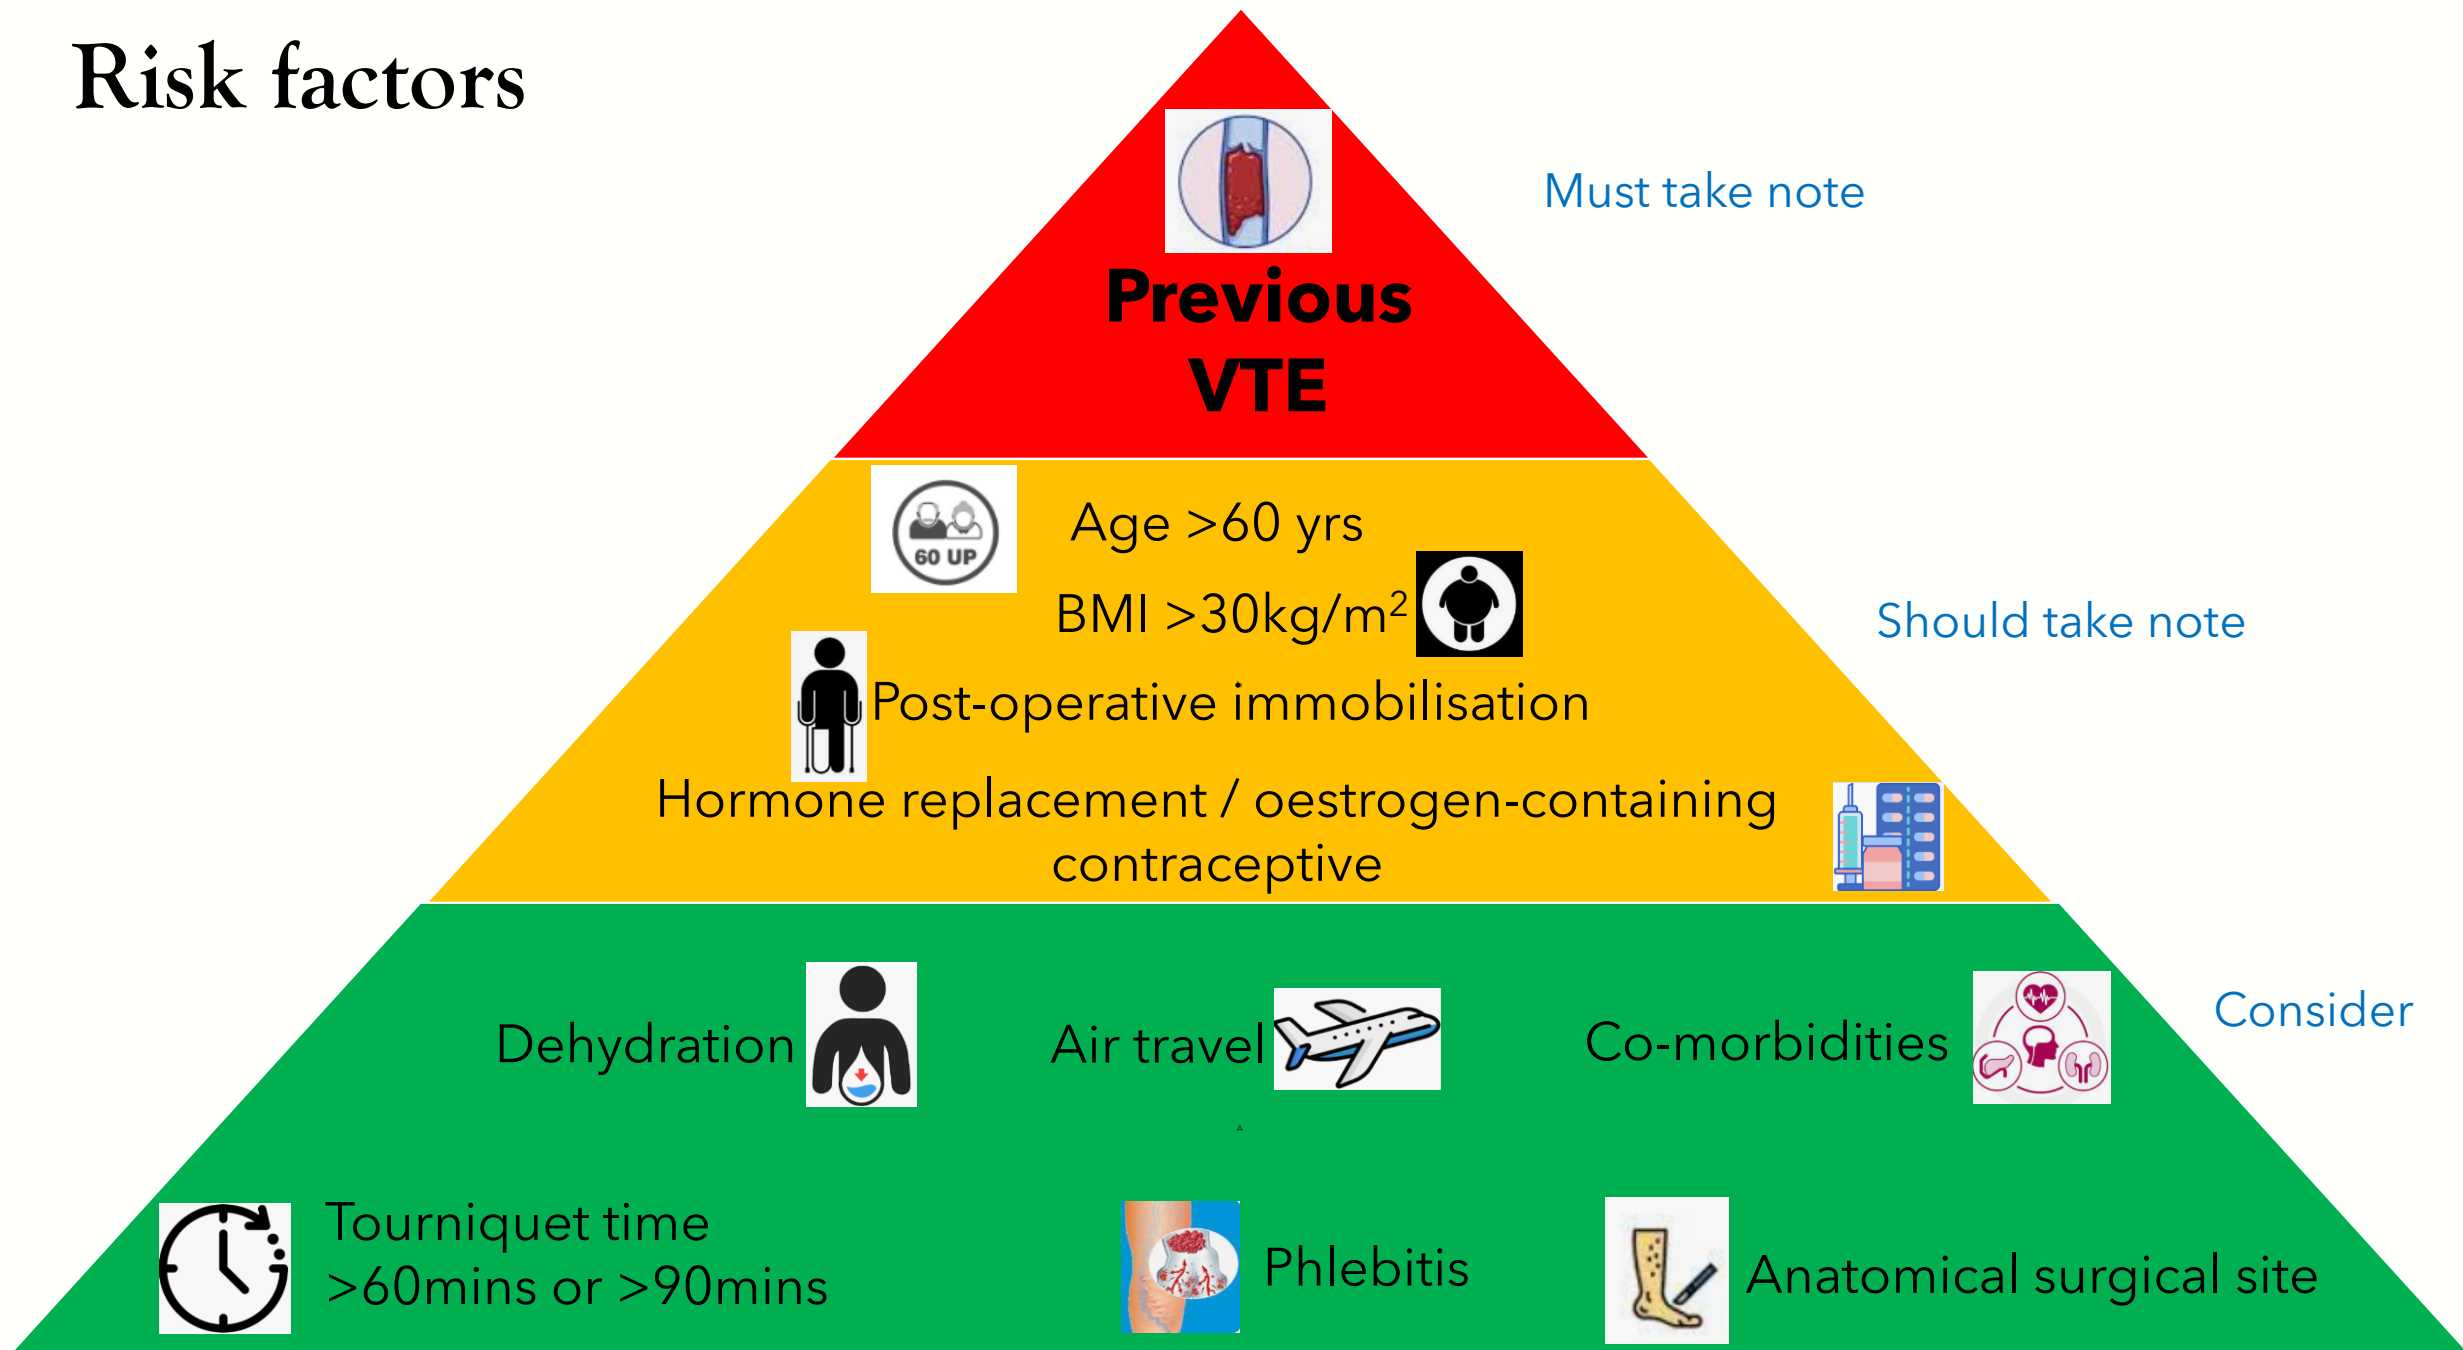 Risk factors
Must take note
Previous
VTE
60 UP
Age >60 yrs
BMI >30kg/m²
Should take note
Post-operative immobilisation
Hormone replacement / oestrogen-containing
contraceptive
Consider
Dehydration
Air travel
Co-morbidities
A
Tourniquet time
>60mins or >90mins
Phlebitis
Anatomical surgical site